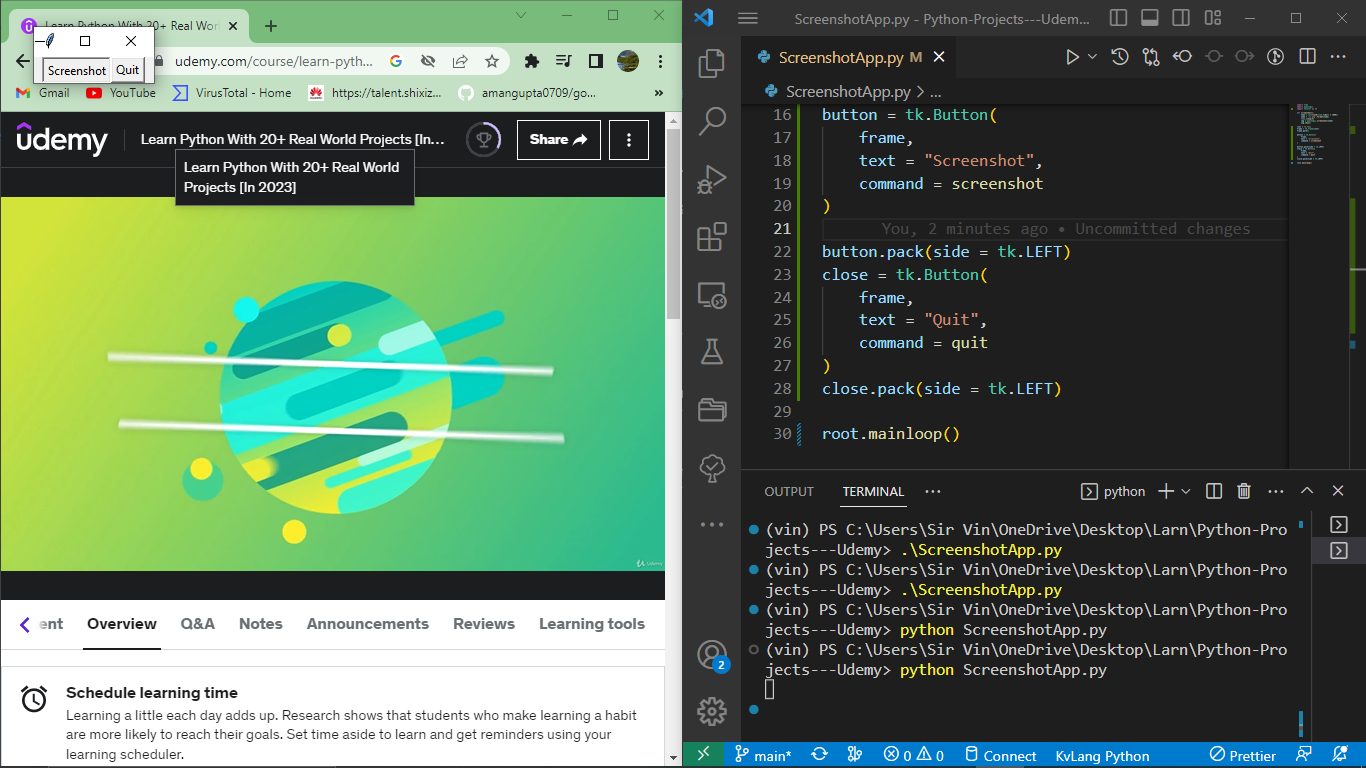 Learn Python With 20+ Real Wor
Screenshot
Quit
udemy.com/course/learn-pyth...
Gmail
YouTube
VirusTotal - Home
https://talent.shixiz...
amangupta0709/go...
»
udemy
Learn Python With 20+ Real World Projects [In...
Share
Learn Python With 20+ Real World
Projects [In 2023]
Udemy
ent
Overview
Q&A
Notes
Announcements
Reviews
Learning tools
Schedule learning time
Learning a little each day adds up. Research shows that students who make learning a habit
are more likely to reach their goals. Set time aside to learn and get reminders using your
learning scheduler.
ScreenshotApp.py - Python-Projects---Udem...
ScreenshotApp.py M
ScreenshotApp.py > ...
16 button = tk.Button(
17 frame,
18 text = "Screenshot",
19 command = screenshot
20 )
21 You, 2 minutes ago • Uncommitted changes
22 button.pack(side = tk.LEFT)
23 close = tk.Button(
24 frame,
25 text = "Quit",
26 command = quit
27 )
28 close.pack(side = tk.LEFT)
29
30 root.mainloop()
OUTPUT
TERMINAL
...
python
(vin) PS C:\Users\Sir Vin\OneDrive\Desktop\Larn\Python-Pro
jects---Udemy> .\ScreenshotApp.py
(vin) PS C:\Users\Sir Vin\OneDrive\Desktop\Larn\Python-Pro
jects---Udemy> .\ScreenshotApp.py
(vin) PS C:\Users\Sir Vin\OneDrive\Desktop\Larn\Python-Pro
jects---Udemy> python ScreenshotApp.py
(vin) PS C:\Users\Sir Vin\OneDrive\Desktop\Larn\Python-Pro
jects---Udemy> python ScreenshotApp.py
2
main*
0
0
Connect
KvLang Python
Prettier